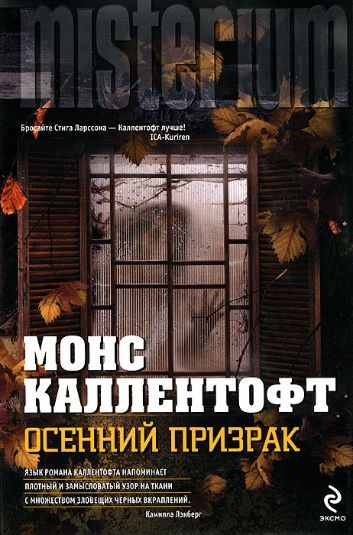 misterium
Бросайте Стига Ларссона — Каллентофт лучше!
ICA-Kuriren
МОНС
КАЛЛЕНТОФТ
ОСЕННИЙ ПРИЗРАК
ЯЗЫК РОМАНА КАЛЛЕНТОФТА НАПОМИНАЕТ
ПЛОТНЫЙ И ЗАМЫСЛОВАТЫЙ УЗОР НА ТКАНИ
С МНОЖЕСТВОМ ЗЛОВЕЩИХ ЧЕРНЫХ ВКРАПЛЕНИЙ.
Камилла Лэкберг
ЭКСМО